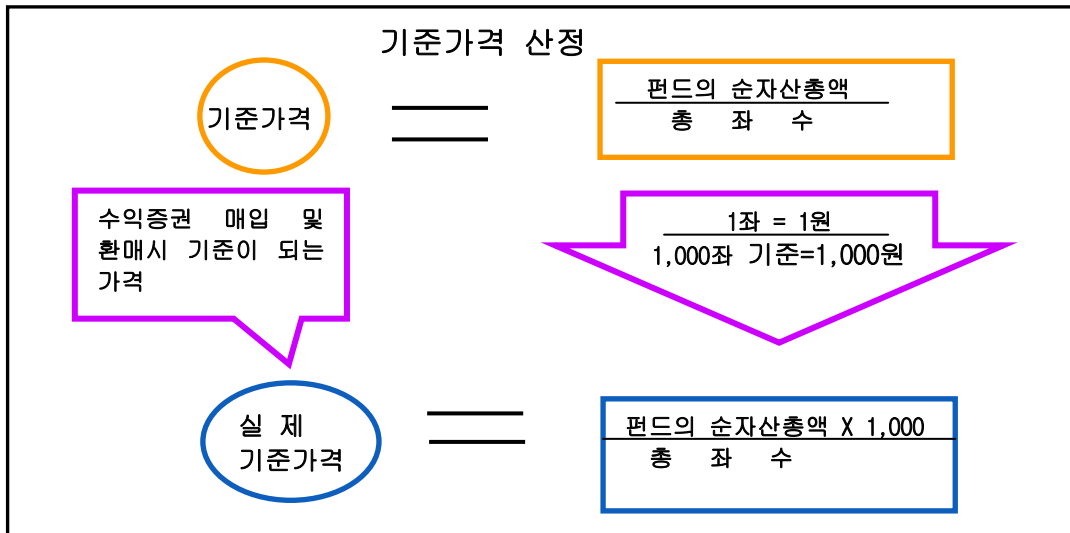 기준가격 산정
기준가격
펀드의 순자산총액
총 좌 수
수익증권 매입 및
환매시 기준이 되는
가격
1좌 = 1원
1,000좌 기준=1,000원
실 제
기준가격
펀드의 순자산총액 X 1,000
총 좌 수